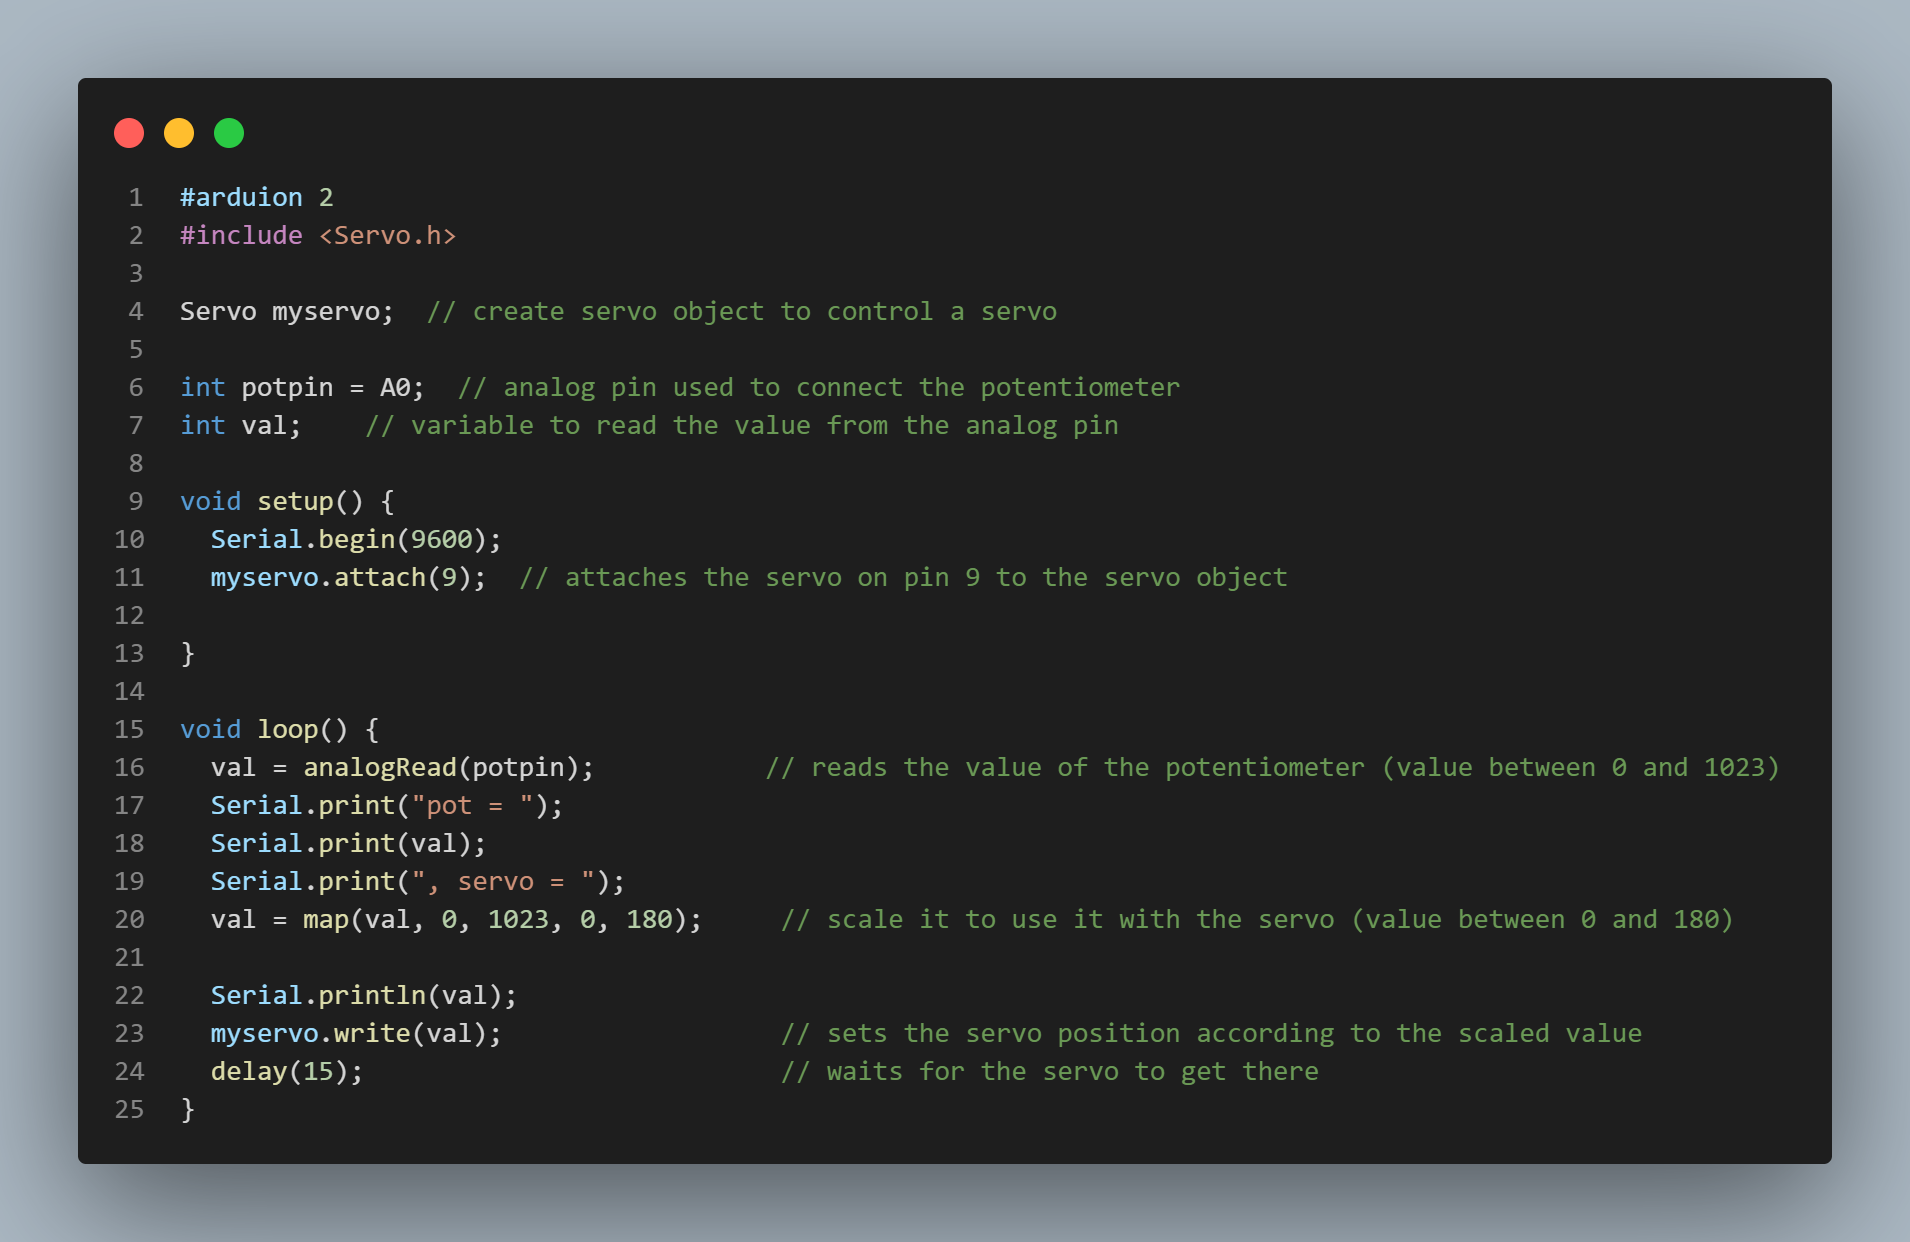 1 #arduion 2
2 #include <Servo.h>
3
4 Servo myservo;  // create servo object to control a servo
5
6 int potpin = A0;  // analog pin used to connect the potentiometer
7 int val;    // variable to read the value from the analog pin
8
9 void setup() {
10   Serial.begin(9600);
11   myservo.attach(9);  // attaches the servo on pin 9 to the servo object
12
13 }
14
15 void loop() {
16   val = analogRead(potpin);           // reads the value of the potentiometer (value between 0 and 1023)
17   Serial.print("pot = ");
18   Serial.print(val);
19   Serial.print(", servo = ");
20   val = map(val, 0, 1023, 0, 180);     // scale it to use it with the servo (value between 0 and 180)
21
22   Serial.println(val);
23   myservo.write(val);                  // sets the servo position according to the scaled value
24   delay(15);                           // waits for the servo to get there
25 }